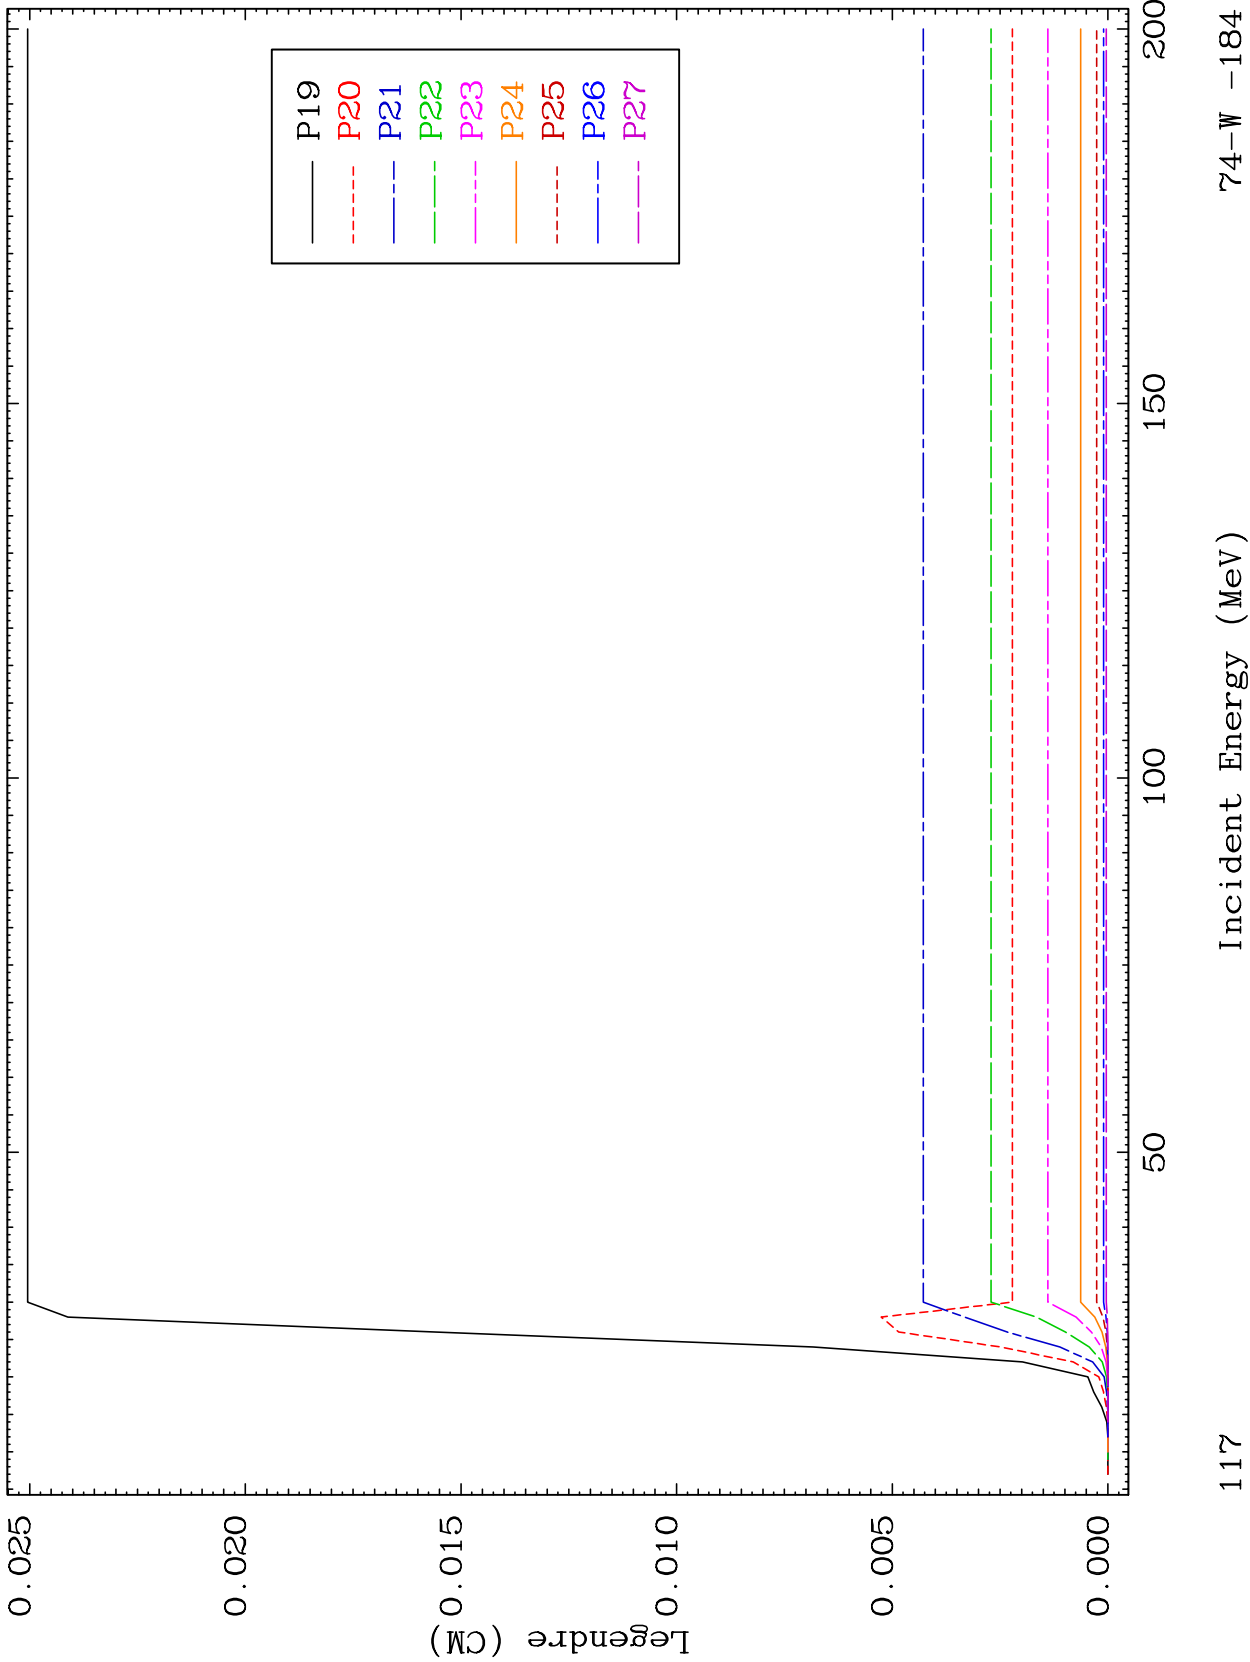 0.025
0.020
0.015
0.010
0.005
0.000
Legendre (CM)
P19
P20
P21
P22
P23
P24
P25
P26
P27
50
100
150
200
117
Incident Energy (MeV)
74-W -184